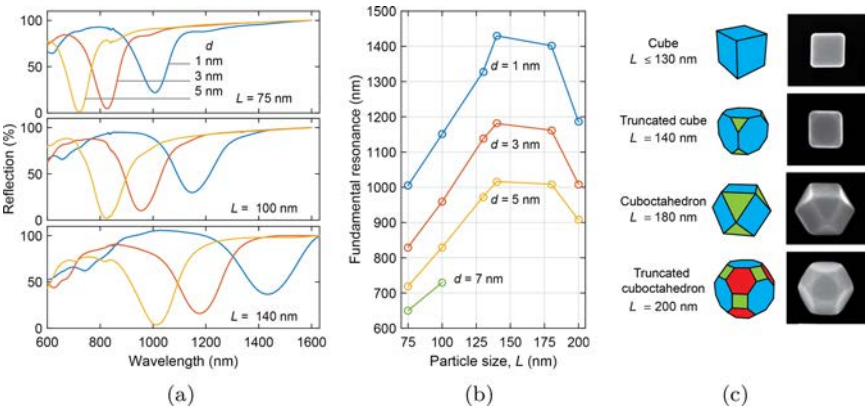 (a)
d
1 nm
3 nm
5 nm
L = 75 nm
L = 100 nm
L = 140 nm
100
50
0
100
50
0
100
50
0
Reflection (%)
600 800 1000 1200 1400 1600
Wavelength (nm)
(b)
1500
1400
1300
1200
1100
1000
900
800
700
600
Fundamental resonance (nm)
d = 1 nm
d = 3 nm
d = 5 nm
d = 7 nm
75 100 125 150 175 200
Particle size, L (nm)
(c)
Cube
L ≤ 130 nm
Truncated cube
L = 140 nm
Cuboctahedron
L = 180 nm
Truncated
cuboctahedron
L = 200 nm
(a) (b) (c)